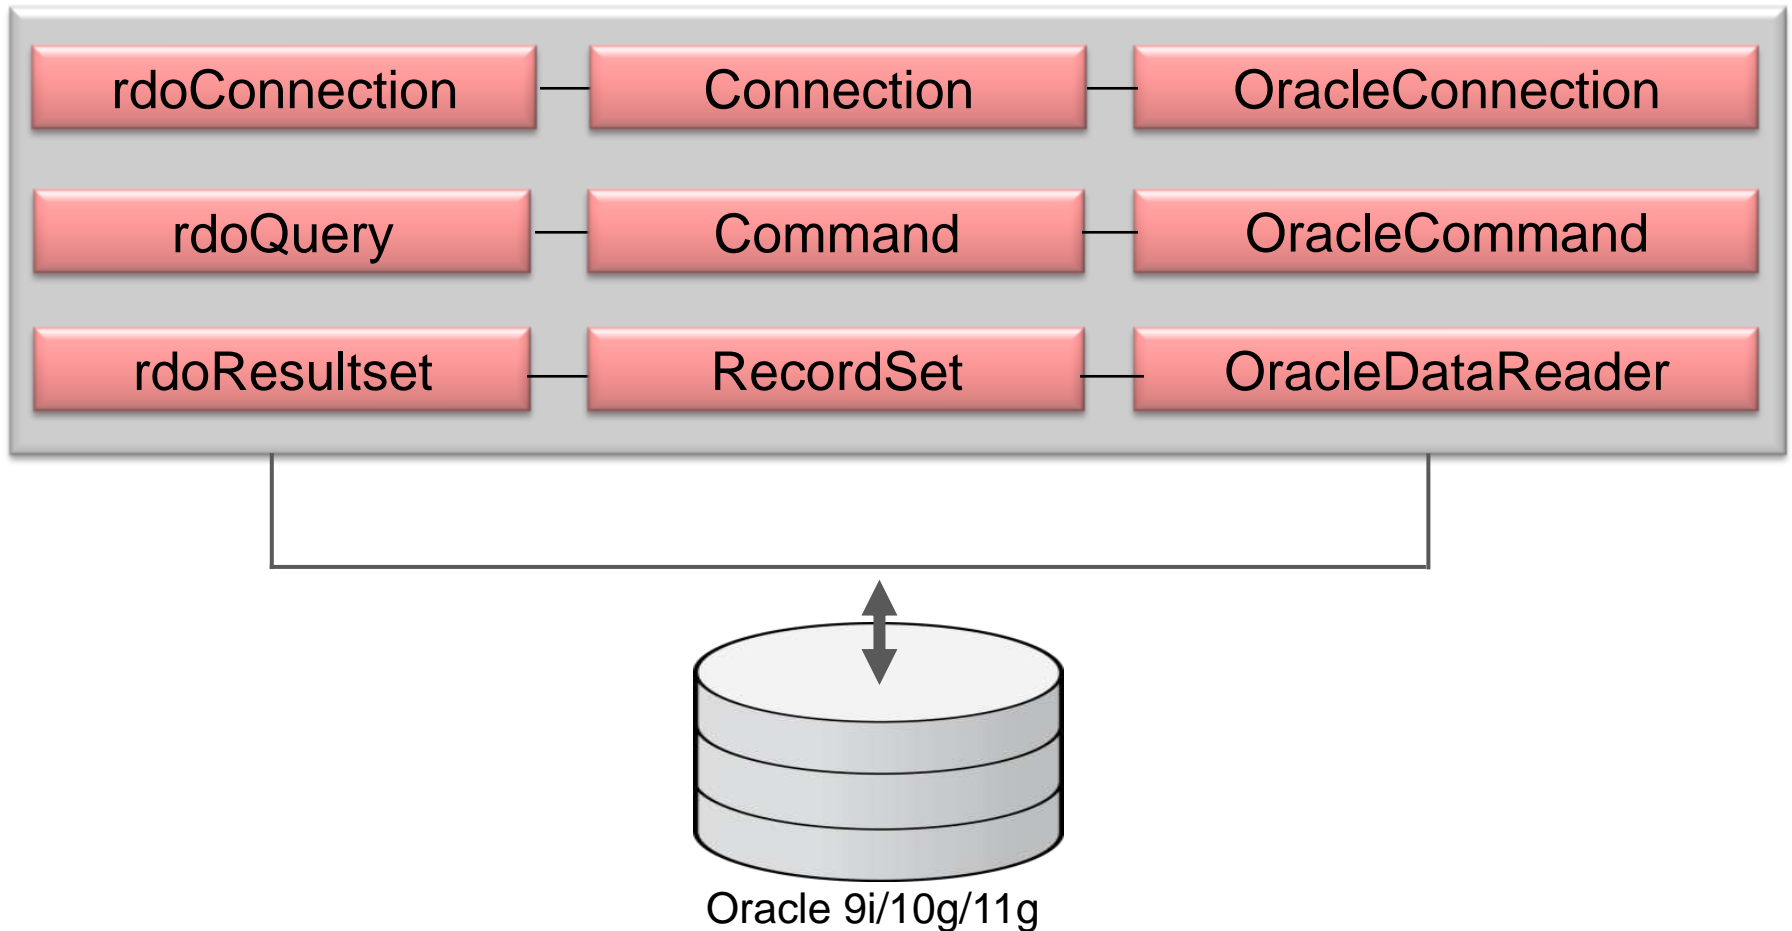 rdoConnection Connection OracleConnection
rdoQuery Command OracleCommand
rdoResultset RecordSet OracleDataReader
Oracle 9i/10g/11g